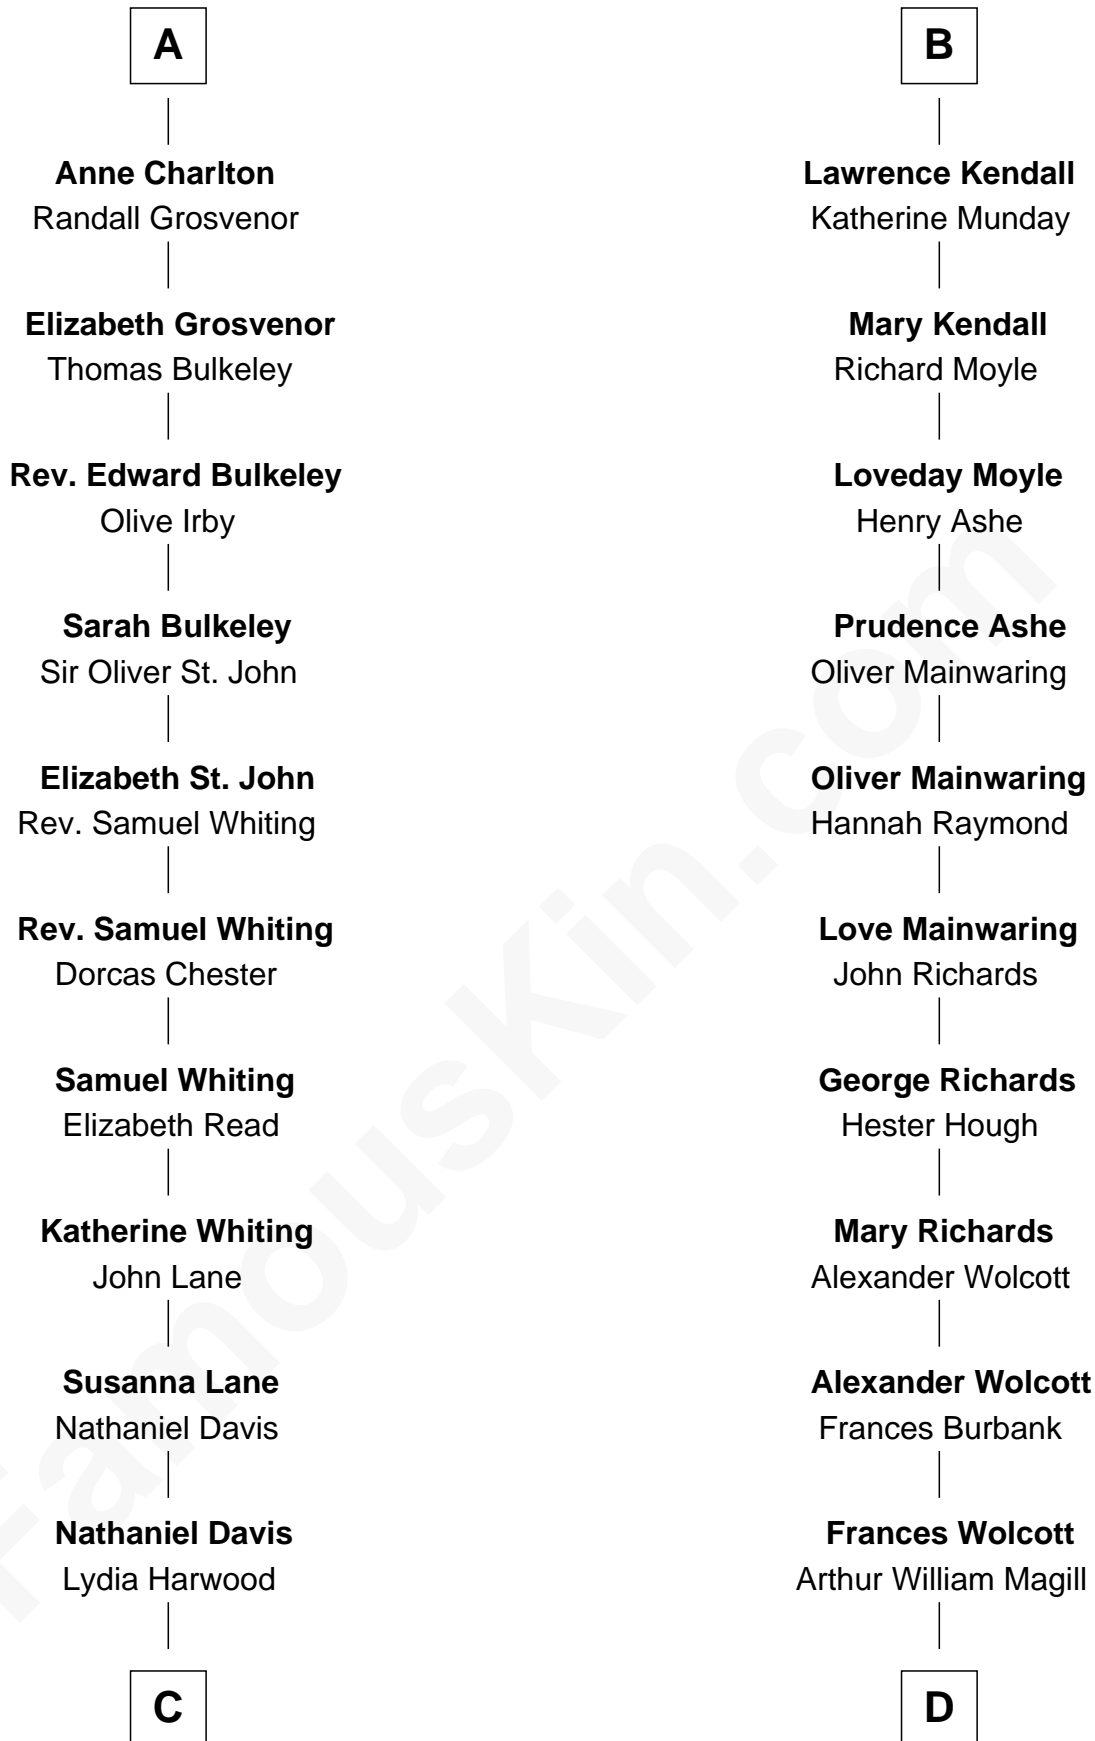 A
Anne Charlton
Randall Grosvenor
Elizabeth Grosvenor
Thomas Bulkeley
Rev. Edward Bulkeley
Olive Irby
Sarah Bulkeley
Sir Oliver St. John
Elizabeth St. John
Rev. Samuel Whiting
Rev. Samuel Whiting
Dorcas Chester
Samuel Whiting
Elizabeth Read
Katherine Whiting
John Lane
Susanna Lane
Nathaniel Davis
Nathaniel Davis
Lydia Harwood
C
B
Lawrence Kendall
Katherine Munday
Mary Kendall
Richard Moyle
Loveday Moyle
Henry Ashe
Prudence Ashe
Oliver Mainwaring
Oliver Mainwaring
Hannah Raymond
Love Mainwaring
John Richards
George Richards
Hester Hough
Mary Richards
Alexander Wolcott
Alexander Wolcott
Frances Burbank
Frances Wolcott
Arthur William Magill
D
FamousKin.com